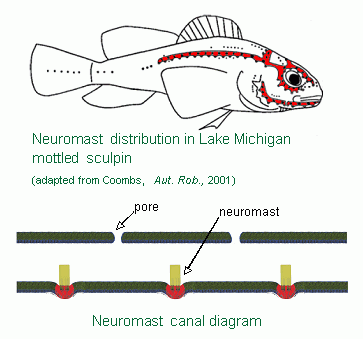 Neuromast distribution in Lake Michigan
mottled sculpin
(adapted from Coombs, Aut. Rob., 2001)
pore
neuromast
Neuromast canal diagram